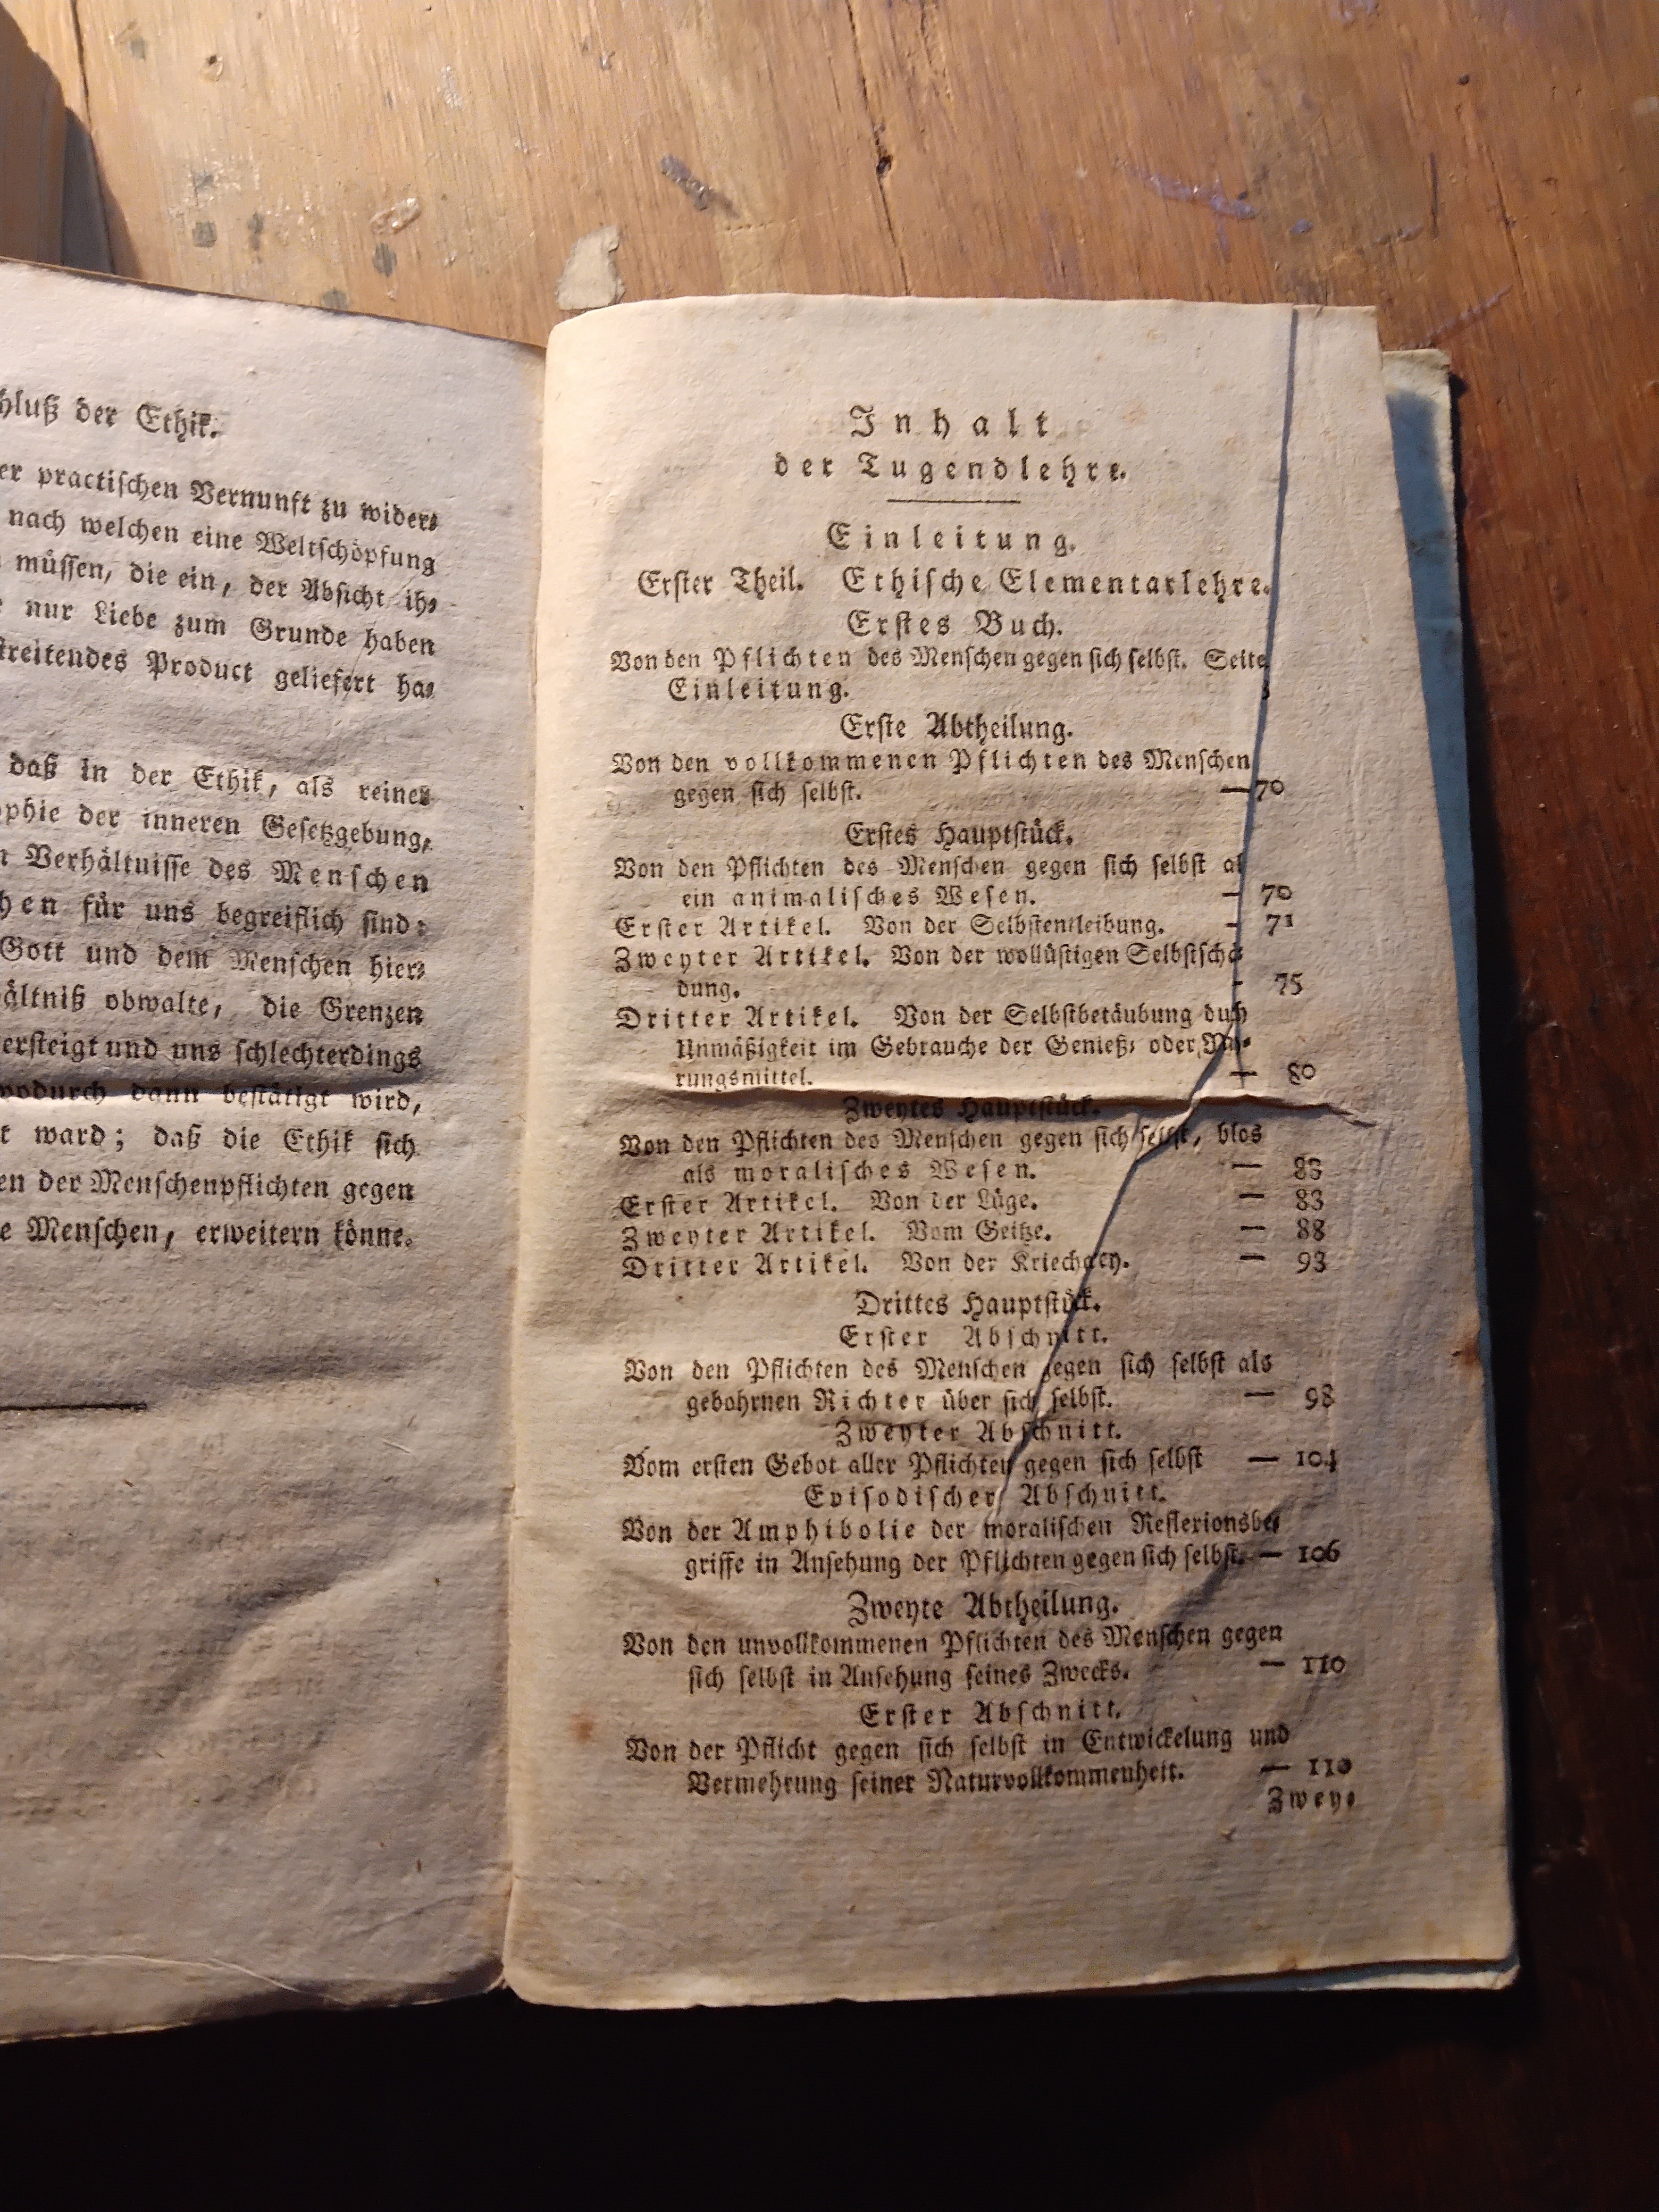 der Ethik.
practischen Vernunft zu wider⸗
nach welchen eine Weltschöpfung
müssen, die ein, der Absicht ih⸗
nur Liebe zum Grunde haben
streitendes Product geliefert ha⸗
daß in der Ethik, als reiner
der inneren Gesetzgebung,
Verhältnisse des Menschen
für uns begreiflich sind:
Gott und dem Menschen hier⸗
obwalte, die Grenzen
ersteigt und uns schlechterdings
wodurch dann bestätigt wird,
ward; daß die Ethik sich
der Menschenpflichten gegen
Menschen, erweitern könne.
Inhalt
der Tugendlehre.
Einleitung.
Erster Theil. Ethische Elementarlehre.
Erstes Buch.
Von den Pflichten des Menschen gegen sich selbst. Seite
Einleitung.
Erste Abtheilung.
Von den vollkommenen Pflichten des Menschen
gegen sich selbst. — 70
Erstes Hauptstück.
Von den Pflichten des Menschen gegen sich selbst al
ein animalisches Wesen. — 70
Erster Artikel. Von der Selbstentleibung. — 71
Zweyter Artikel. Von der wollüstigen Selbstschä
dung. - 75
Dritter Artikel. Von der Selbstbetäubung durch
Unmäßigkeit im Gebrauche der Genieß⸗ oder Nah⸗
rungsmittel. — 80
Zweytes Hauptstück.
Von den Pflichten des Menschen gegen sich selbst, blos
als moralisches Wesen. — 83
Erster Artikel. Von der Lüge. — 83
Zweyter Artikel. Vom Geitze. — 88
Dritter Artikel. Von der Kriecherey. — 93
Drittes Hauptstück.
Erster Abschnitt.
Von den Pflichten des Menschen gegen sich selbst als
gebohrnen Richter über sich selbst. — 98
Zweyter Abschnitt.
Vom ersten Gebot aller Pflichten gegen sich selbst — 104
Episodischer Abschnitt.
Von der Amphibolie der moralischen Reflexionsbe⸗
griffe in Ansehung der Pflichten gegen sich selbst. — 106
Zweyte Abtheilung.
Von den unvollkommenen Pflichten des Menschen gegen
sich selbst in Ansehung seines Zwecks. — 110
Erster Abschnitt.
Von der Pflicht gegen sich selbst in Entwickelung und
Vermehrung seiner Naturvollkommenheit. — 110
Zwey⸗